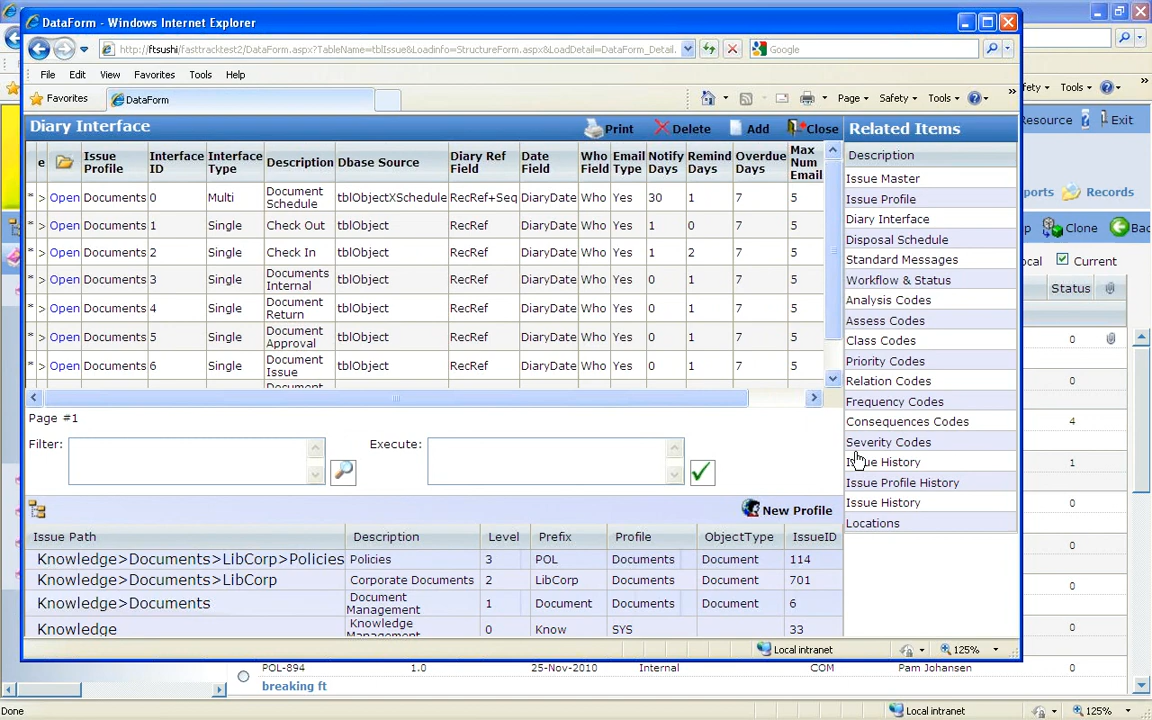 DataForm - Windows Internet Explorer
http://ftsushi/fasttracktest2/DataForm.aspx?TableName=tblIssue&Loadinfo=StructureForm.aspx&LoadDetail=DataForm_Detail.
Google
File Edit View Favorites Tools Help
Favorites DataForm Page Safety Tools
Diary Interface Print Delete Add Close Related Items
e Issue Profile Interface ID Interface Type Description Dbase Source Diary Ref Field Date Field Who Field Email Type Notify Days Remind Days Overdue Days Max Num Email
* > Open Documents 0 Multi Document Schedule tblObjectXSchedule RecRef+Seq DiaryDate Who Yes 30 1 7 5
* > Open Documents 1 Single Check Out tblObject RecRef DiaryDate Who Yes 1 0 7 5
* > Open Documents 2 Single Check In tblObject RecRef DiaryDate Who Yes 1 2 7 5
* > Open Documents 3 Single Documents Internal tblObject RecRef DiaryDate Who Yes 0 1 7 5
* > Open Documents 4 Single Document Return tblObject RecRef DiaryDate Who Yes 0 1 7 5
* > Open Documents 5 Single Document Approval tblObject RecRef DiaryDate Who Yes 0 1 7 5
* > Open Documents 6 Single Document Issue tblObject RecRef DiaryDate Who Yes 0 1 7 5
Page #1
Filter: Execute:
New Profile
Issue Path Description Level Prefix Profile ObjectType IssueID
Knowledge>Documents>LibCorp>Policies Policies 3 POL Documents Document 114
Knowledge>Documents>LibCorp Corporate Documents 2 LibCorp Documents Document 701
Knowledge>Documents Document Management 1 Document Documents Document 6
Knowledge Knowledge Management 0 Know SYS 33
Description
Issue Master
Issue Profile
Diary Interface
Disposal Schedule
Standard Messages
Workflow & Status
Analysis Codes
Assess Codes
Class Codes
Priority Codes
Relation Codes
Frequency Codes
Consequences Codes
Severity Codes
Issue History
Issue Profile History
Issue History
Locations
Local intranet 125%
fety Tools
Resource Exit
ports Records
p Clone Bac
ocal Current
Status
0
0
4
1
0
0
0
0
POL-894 1.0 25-Nov-2010 Internal COM Pam Johansen 0
breaking ft
Done Local intranet 125%